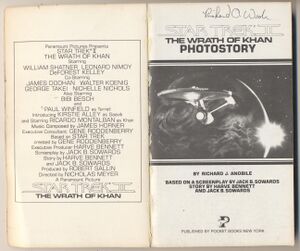 Paramount Pictures Presents
STAR TREK II
THE WRATH OF KHAN
Starring
WILLIAM SHATNER, LEONARD NIMOY
DeFOREST KELLEY
Co-Starring
JAMES DOOHAN, WALTER KOENIG
GEORGE TAKEI, NICHELLE NICHOLS
Also Starring
BIBI BESCH
and
PAUL WINFIELD as Terrell
Introducing KIRSTIE ALLEY as Saavik
and Starring RICARDO MONTALBAN as Khan
Music Composed by JAMES HORNER
Executive Consultant: GENE RODDENBERRY
Based on STAR TREK
created by GENE RODDENBERRY
Executive Producer HARVE BENNETT
Screenplay by JACK B. SOWARDS
Story by HARVE BENNETT
and JACK B. SOWARDS
Produced by ROBERT SALLIN
Directed by NICHOLAS MEYER
A Paramount Picture
STAR TREK II
THE WRATH OF KHAN
STAR TREK II
THE WRATH OF KHAN
PHOTOSTORY
BY RICHARD J. ANOBILE
BASED ON A SCREENPLAY BY JACK B. SOWARDS
STORY BY HARVE BENNETT
AND JACK B. SOWARDS
PUBLISHED BY POCKET BOOKS NEW YORK